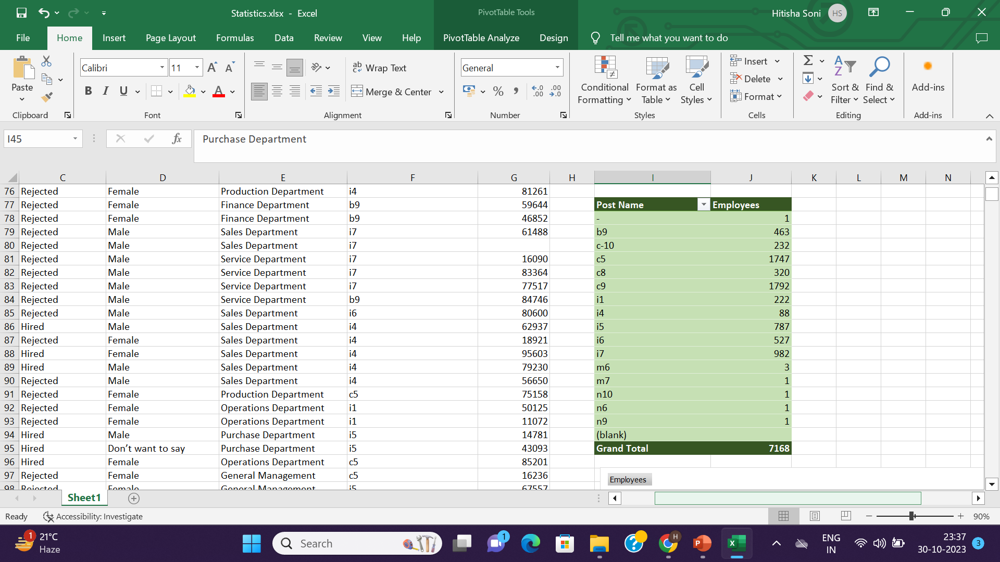 Statistics.xlsx - Excel
PivotTable Tools
Hitisha Soni
HS
File Home Insert Page Layout Formulas Data Review View Help PivotTable Analyze Design Tell me what you want to do
Paste
Clipboard
Calibri 11
B I U
Font
Wrap Text
Merge & Center
Alignment
General
Number
Conditional Formatting
Format as Table
Cell Styles
Styles
Insert
Delete
Format
Cells
Sort & Filter
Find & Select
Editing
Add-ins
Add-ins
I45 fx Purchase Department
C D E F G H I J K L M N
76 Rejected Female Production Department i4 81261
77 Rejected Female Finance Department b9 59644 Post Name Employees
78 Rejected Female Finance Department b9 46852 - 1
79 Rejected Male Sales Department i7 61488 b9 463
80 Rejected Male Sales Department i7 c-10 232
81 Rejected Male Service Department i7 16090 c5 1747
82 Rejected Male Service Department i7 83364 c8 320
83 Rejected Male Service Department i7 77517 c9 1792
84 Rejected Male Service Department b9 84746 i1 222
85 Rejected Male Sales Department i6 80600 i4 88
86 Hired Male Sales Department i4 62937 i5 787
87 Rejected Female Sales Department i4 18921 i6 527
88 Hired Female Sales Department i4 95603 i7 982
89 Hired Male Sales Department i4 79230 m6 3
90 Rejected Male Sales Department i4 56650 m7 1
91 Rejected Female Production Department c5 75158 n10 1
92 Rejected Female Operations Department i1 50125 n6 1
93 Rejected Female Operations Department i1 11072 n9 1
94 Hired Male Purchase Department i5 14781 (blank)
95 Hired Don't want to say Purchase Department i5 43093 Grand Total 7168
96 Hired Female Operations Department c5 85201
97 Rejected Female General Management c5 16236
98 Rejected Female General Management i5 67557
Employees
Sheet1
Ready Accessibility: Investigate 90%
1 21°C
Haze
Search
1
ENG
IN
23:37
30-10-2023
3